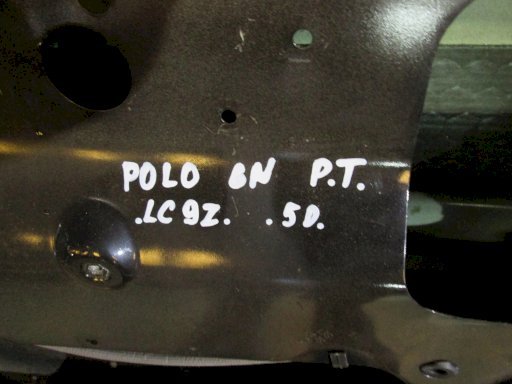 POLO 6N P.T.
.LC9Z. .5D.